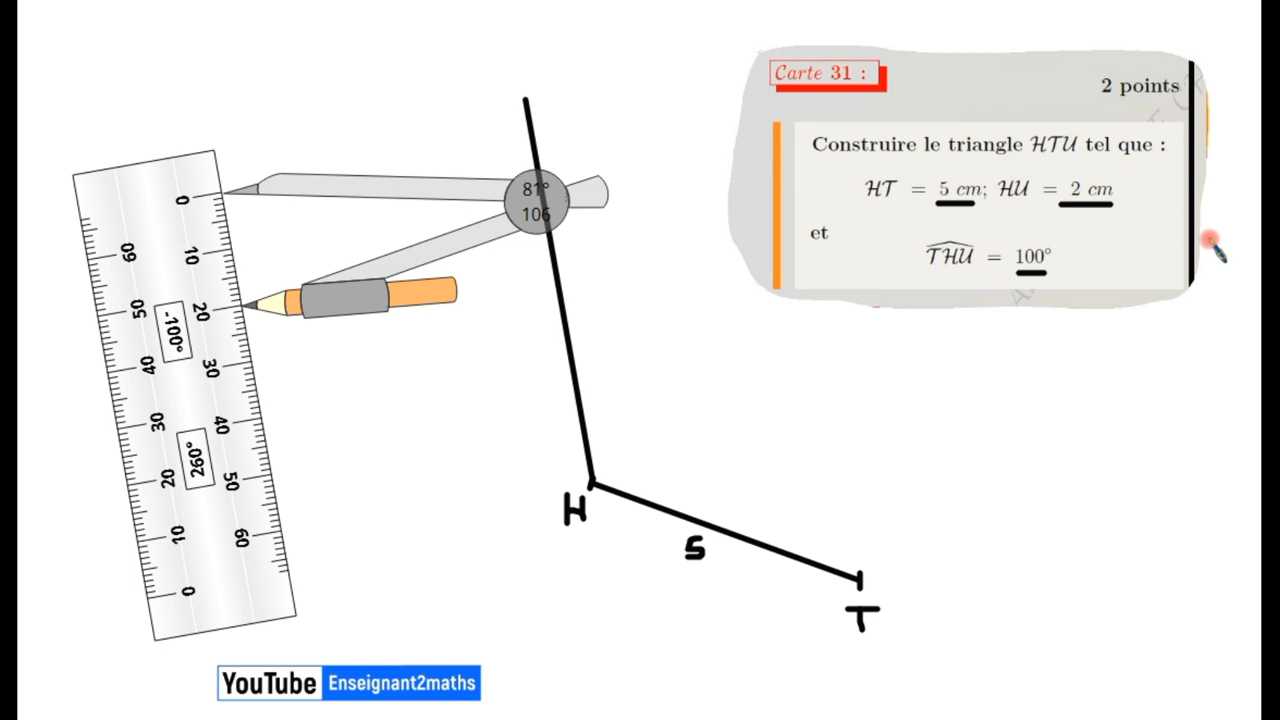 Carte 31 :
2 points
Construire le triangle HTU tel que :
HT = 5 cm; HU = 2 cm
et
THU = 100°
81°
106
0
10
20
30
40
50
60
60
50
40
30
20
10
0
-100°
260°
H
5
T
YouTube Enseignant2maths